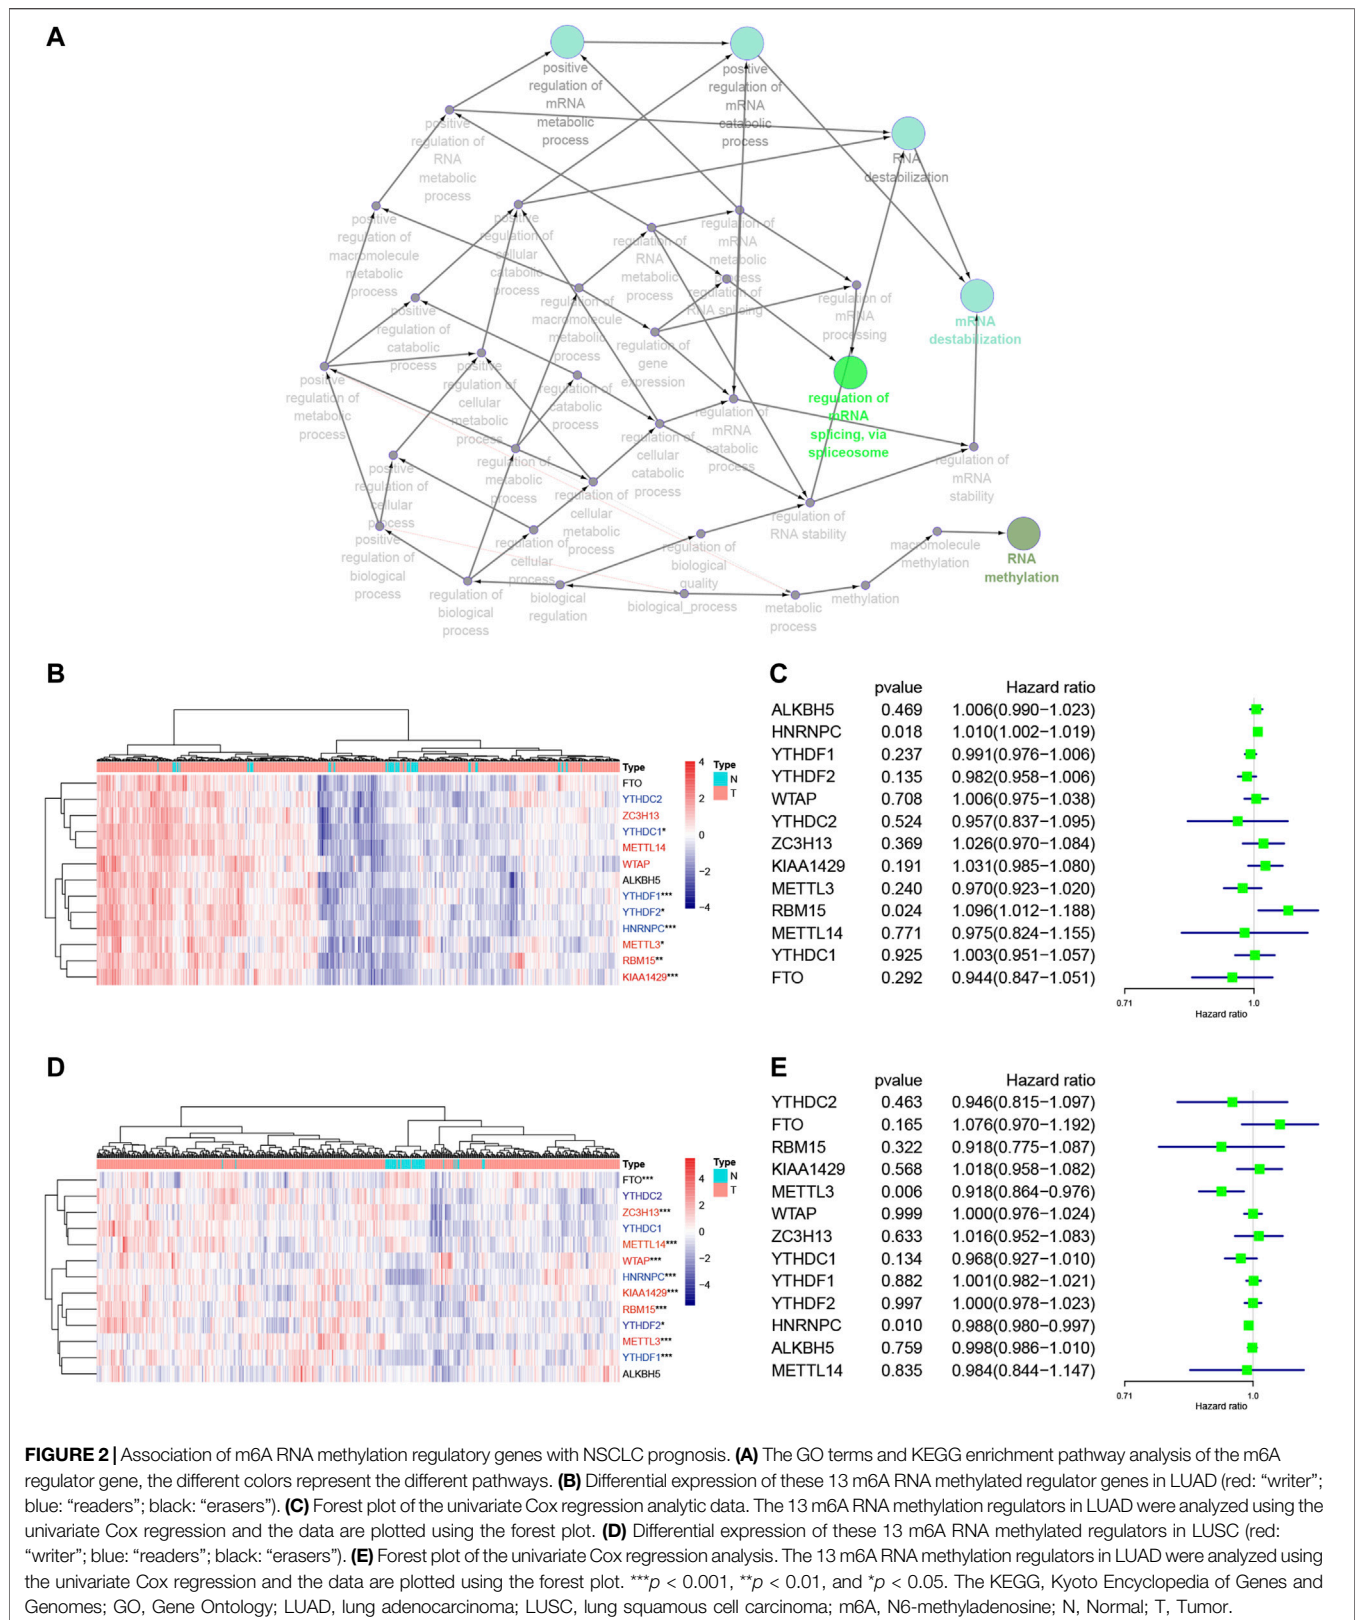 A
positive
regulation of
mRNA
metabolic
process
positive
regulation of
mRNA
catabolic
process
positive
regulation of
RNA
metabolic
process
RNA
destabilization
positive
regulation of
macromolecule
metabolic
process
positive
regulation of
cellular
catabolic
process
regulation of
RNA
metabolic
process
regulation of
mRNA
metabolic
process
regulation of
RNA splicing
regulation of
mRNA
processing
mRNA
destabilization
positive
regulation of
catabolic
process
regulation of
macromolecule
metabolic
process
regulation of
gene
expression
positive
regulation of
metabolic
process
positive
regulation of
cellular
metabolic
process
regulation of
catabolic
process
regulation of
mRNA
catabolic
process
regulation of
mRNA
splicing, via
spliceosome
positive
regulation of
cellular
process
regulation of
metabolic
process
regulation of
cellular
catabolic
process
regulation of
mRNA
stability
regulation of
cellular
metabolic
process
regulation of
RNA stability
positive
regulation of
biological
process
regulation of
cellular
process
regulation of
biological
quality
macromolecule
methylation
RNA
methylation
regulation of
biological
process
biological
regulation
biological_process
metabolic
process
methylation
B
Type
FTO
YTHDC2
ZC3H13
YTHDC1*
METTL14
WTAP
ALKBH5
YTHDF1***
YTHDF2*
HNRNPC***
METTL3*
RBM15**
KIAA1429***
4
2
0
−2
−4
Type
N
T
C
pvalue Hazard ratio
ALKBH5 0.469 1.006(0.990−1.023)
HNRNPC 0.018 1.010(1.002−1.019)
YTHDF1 0.237 0.991(0.976−1.006)
YTHDF2 0.135 0.982(0.958−1.006)
WTAP 0.708 1.006(0.975−1.038)
YTHDC2 0.524 0.957(0.837−1.095)
ZC3H13 0.369 1.026(0.970−1.084)
KIAA1429 0.191 1.031(0.985−1.080)
METTL3 0.240 0.970(0.923−1.020)
RBM15 0.024 1.096(1.012−1.188)
METTL14 0.771 0.975(0.824−1.155)
YTHDC1 0.925 1.003(0.951−1.057)
FTO 0.292 0.944(0.847−1.051)
0.71 1.0
Hazard ratio
D
Type
FTO***
YTHDC2
ZC3H13***
YTHDC1
METTL14***
WTAP***
HNRNPC***
KIAA1429***
RBM15***
YTHDF2*
METTL3***
YTHDF1***
ALKBH5
4
2
0
−2
−4
Type
N
T
E
pvalue Hazard ratio
YTHDC2 0.463 0.946(0.815−1.097)
FTO 0.165 1.076(0.970−1.192)
RBM15 0.322 0.918(0.775−1.087)
KIAA1429 0.568 1.018(0.958−1.082)
METTL3 0.006 0.918(0.864−0.976)
WTAP 0.999 1.000(0.976−1.024)
ZC3H13 0.633 1.016(0.952−1.083)
YTHDC1 0.134 0.968(0.927−1.010)
YTHDF1 0.882 1.001(0.982−1.021)
YTHDF2 0.997 1.000(0.978−1.023)
HNRNPC 0.010 0.988(0.980−0.997)
ALKBH5 0.759 0.998(0.986−1.010)
METTL14 0.835 0.984(0.844−1.147)
0.71 1.0
Hazard ratio
FIGURE 2 | Association of m6A RNA methylation regulatory genes with NSCLC prognosis. (A) The GO terms and KEGG enrichment pathway analysis of the m6A
regulator gene, the different colors represent the different pathways. (B) Differential expression of these 13 m6A RNA methylated regulator genes in LUAD (red: “writer”;
blue: “readers”; black: “erasers”). (C) Forest plot of the univariate Cox regression analytic data. The 13 m6A RNA methylation regulators in LUAD were analyzed using the
univariate Cox regression and the data are plotted using the forest plot. (D) Differential expression of these 13 m6A RNA methylated regulators in LUSC (red:
“writer”; blue: “readers”; black: “erasers”). (E) Forest plot of the univariate Cox regression analysis. The 13 m6A RNA methylation regulators in LUAD were analyzed using
the univariate Cox regression and the data are plotted using the forest plot. ***p < 0.001, **p < 0.01, and *p < 0.05. The KEGG, Kyoto Encyclopedia of Genes and
Genomes; GO, Gene Ontology; LUAD, lung adenocarcinoma; LUSC, lung squamous cell carcinoma; m6A, N6-methyladenosine; N, Normal; T, Tumor.